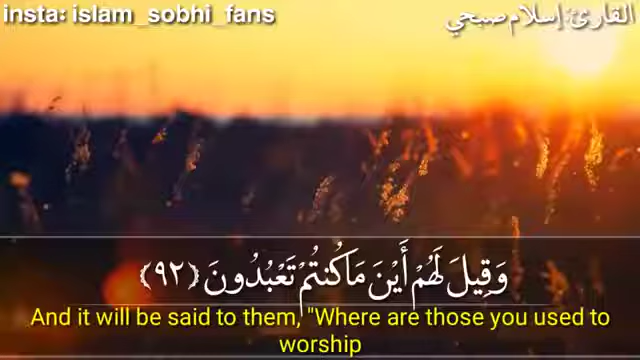 insta: islam_sobhi_fans
القارئ: إسلام صبحي
وَقِيلَ لَهُمْ أَيْنَ مَا كُنتُمْ تَعْبُدُونَ ﴿٩٢﴾
And it will be said to them, "Where are those you used to
worship